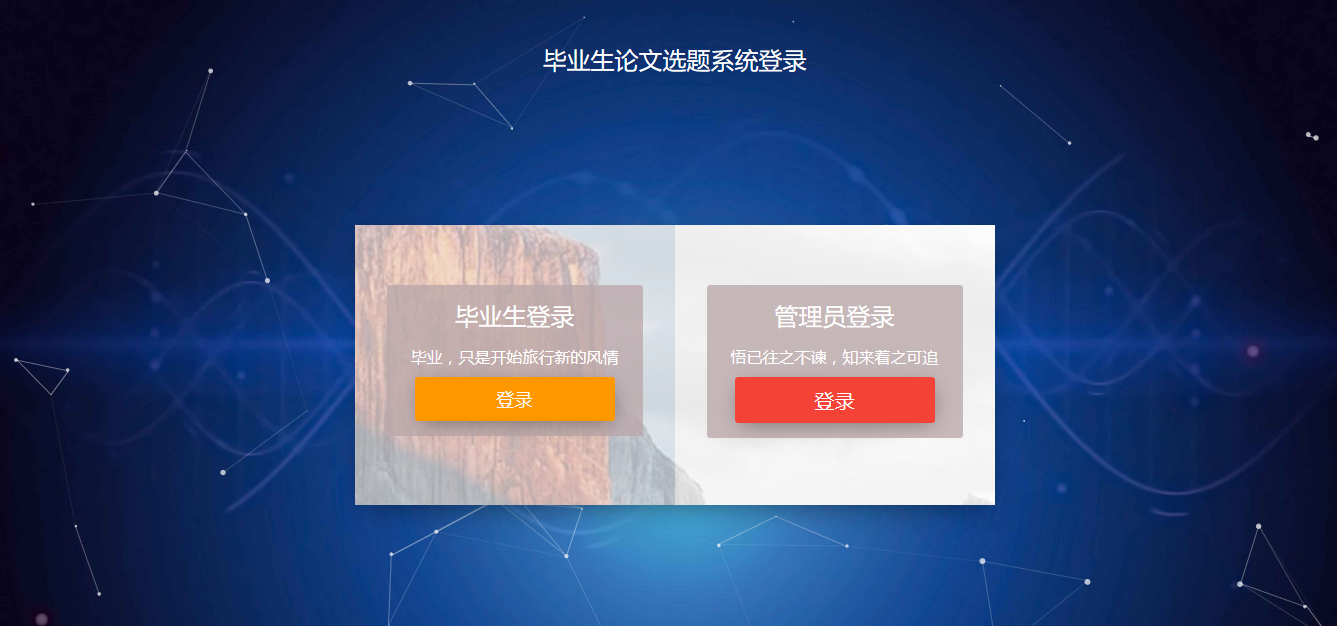 毕业生论文选题系统登录
毕业生登录
毕业，只是开始旅行新的风情
登录
管理员登录
悟已往之不谏，知来着之可追
登录